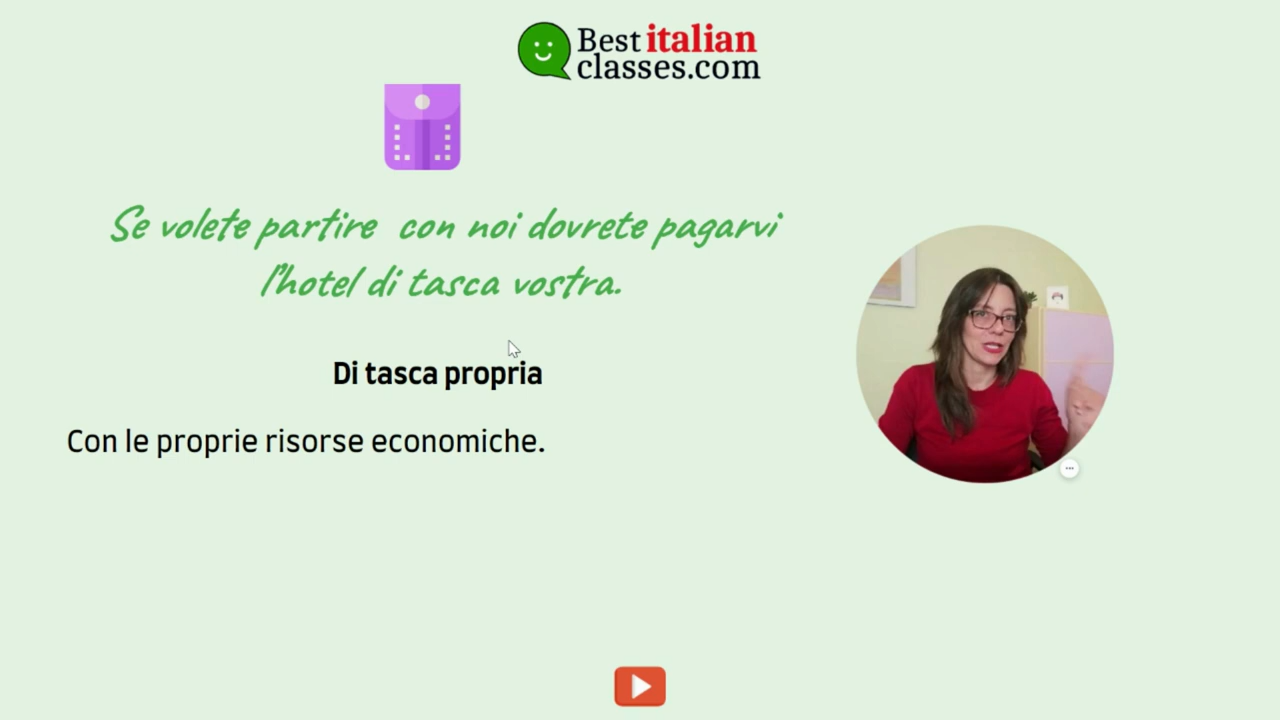 Best italian
classes.com
Se volete partire con noi dovrete pagarvi
l'hotel di tasca vostra.
Di tasca propria
Con le proprie risorse economiche.